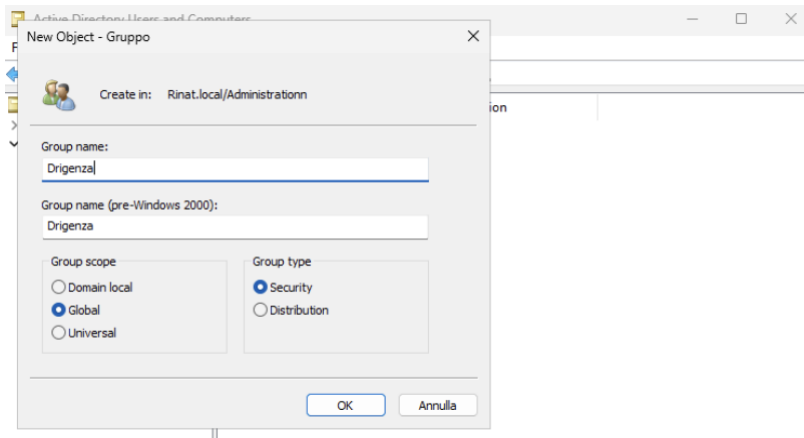 Active Directory Users and Computers
New Object - Gruppo
F
Create in: Rinat.local/Administrationn
ion
Group name:
Drigenza
Group name (pre-Windows 2000):
Drigenza
Group scope
Group type
Domain local
Security
Global
Distribution
Universal
OK
Annulla